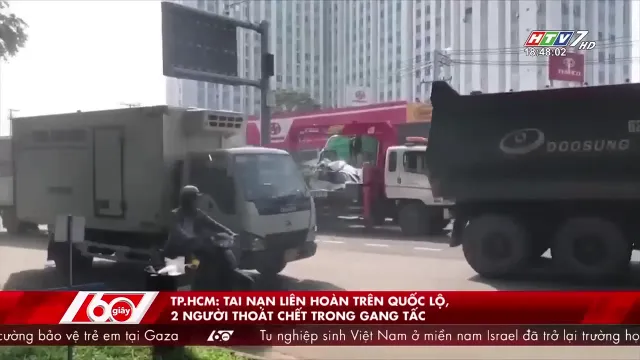 HTV7 HD
18:48:02
DOOSUNG
60 giây
TP.HCM: TAI NẠN LIÊN HOÀN TRÊN QUỐC LỘ,
2 NGƯỜI THOÁT CHẾT TRONG GANG TẤC
cường bảo vệ trẻ em tại Gaza Tu nghiệp sinh Việt Nam ở miền nam Israel đã trở lại trường họ